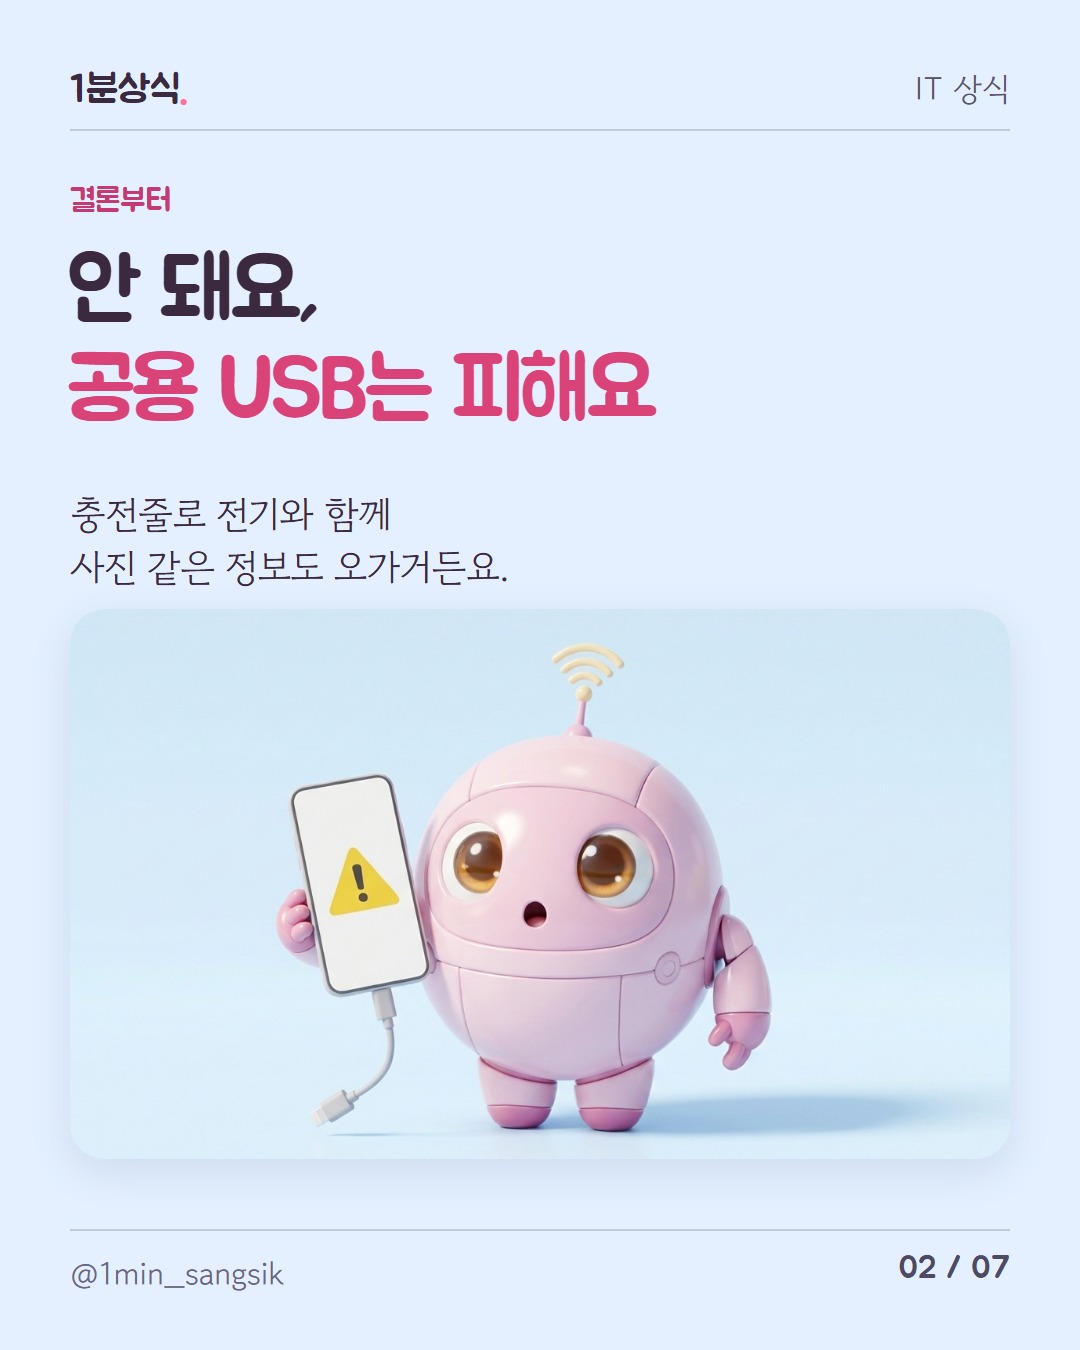 1분상식.
IT 상식
결론부터
안 돼요,
공용 USB는 피해요
충전줄로 전기와 함께
사진 같은 정보도 오가거든요.
!
@1min_sangsik
02 / 07